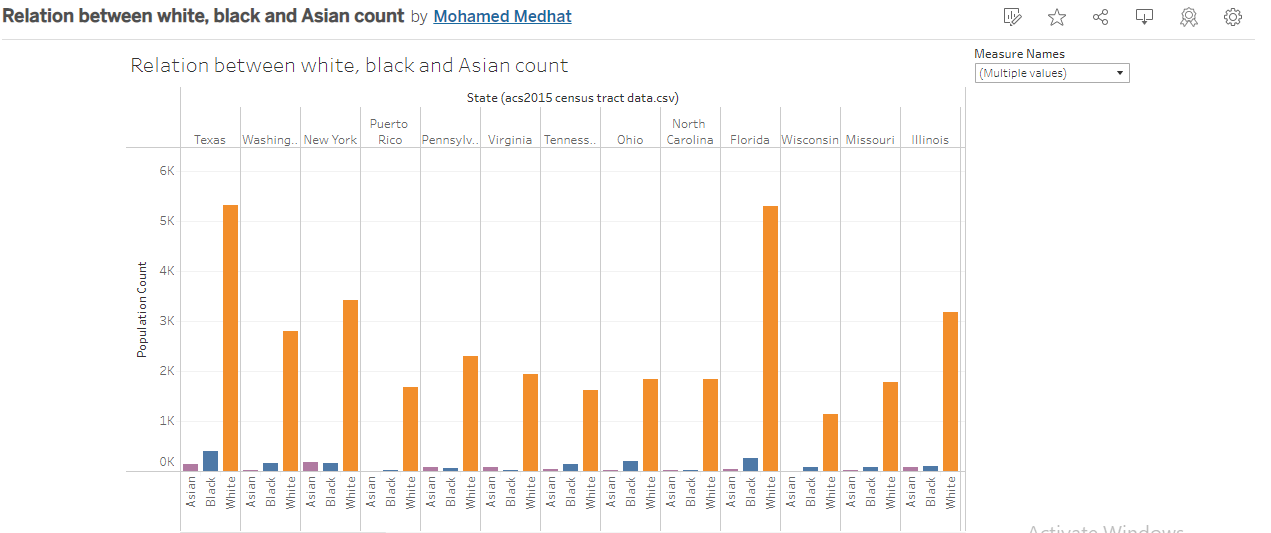 Relation between white, black and Asian count by Mohamed Medhat
Relation between white, black and Asian count
Measure Names
(Multiple values)
State (acs2015 census tract data.csv)
Texas
Washing..
New York
Puerto
Rico
Pennsylv..
Virginia
Tenness..
Ohio
North
Carolina
Florida
Wisconsin
Missouri
Illinois
Population Count
6K
5K
4K
3K
2K
1K
0K
Asian
Black
White
Asian
Black
White
Asian
Black
White
Asian
Black
White
Asian
Black
White
Asian
Black
White
Asian
Black
White
Asian
Black
White
Asian
Black
White
Asian
Black
White
Asian
Black
White
Asian
Black
White
Asian
Black
White
Activate Windows